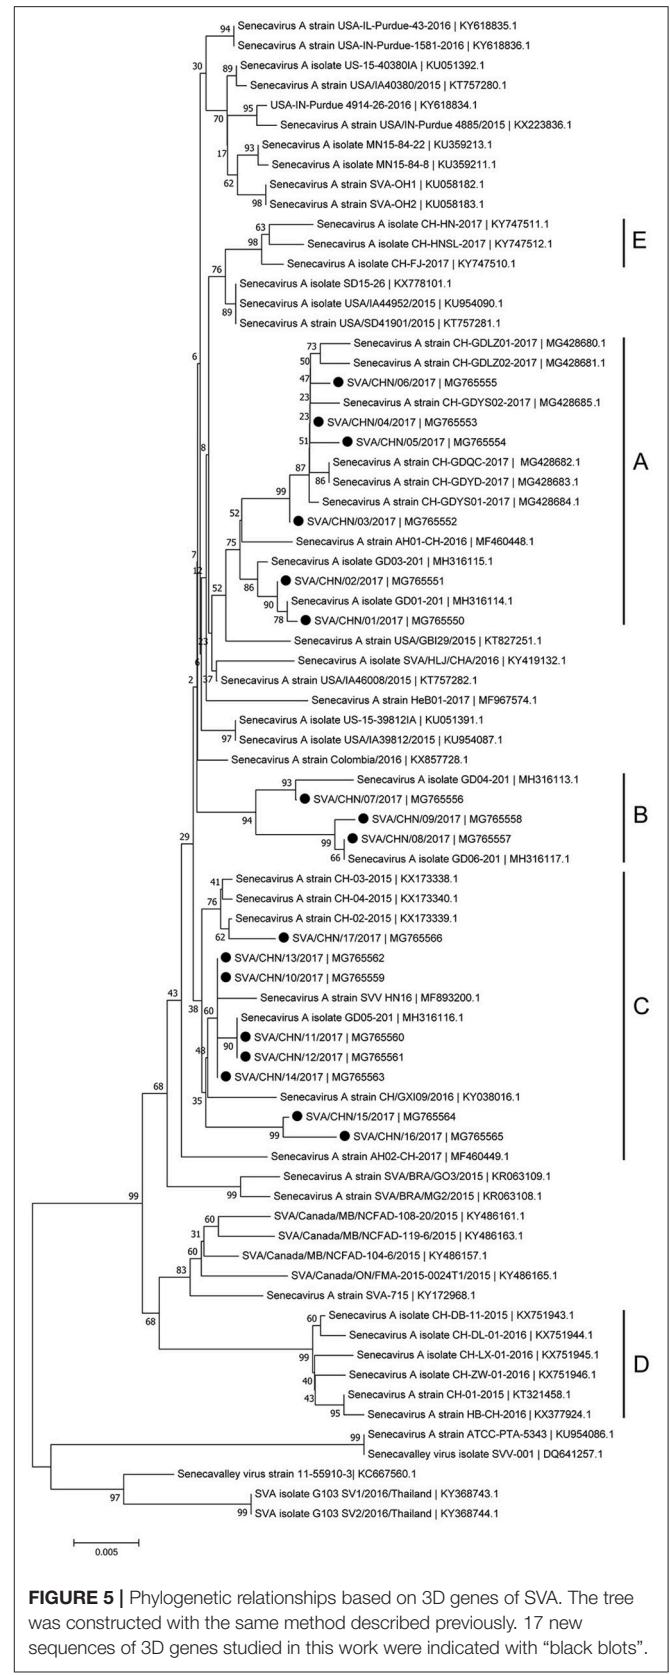 94
Senecavirus A strain USA-IL-Purdue-43-2016 | KY618835.1
Senecavirus A strain USA-IN-Purdue-1581-2016 | KY618836.1
30
89
Senecavirus A isolate US-15-40380IA | KU051392.1
Senecavirus A strain USA/IA40380/2015 | KT757280.1
95
USA-IN-Purdue 4914-26-2016 | KY618834.1
70
Senecavirus A strain USA/IN-Purdue 4885/2015 | KX223836.1
93
Senecavirus A isolate MN15-84-22 | KU359213.1
17
Senecavirus A isolate MN15-84-8 | KU359211.1
62
Senecavirus A strain SVA-OH1 | KU058182.1
98
Senecavirus A strain SVA-OH2 | KU058183.1
63
Senecavirus A isolate CH-HN-2017 | KY747511.1
98
Senecavirus A isolate CH-HNSL-2017 | KY747512.1
E
Senecavirus A isolate CH-FJ-2017 | KY747510.1
76
Senecavirus A isolate SD15-26 | KX778101.1
Senecavirus A isolate USA/IA44952/2015 | KU954090.1
89
Senecavirus A strain USA/SD41901/2015 | KT757281.1
73
Senecavirus A strain CH-GDLZ01-2017 | MG428680.1
6
50
Senecavirus A strain CH-GDLZ02-2017 | MG428681.1
47
SVA/CHN/06/2017 | MG765555
23
Senecavirus A strain CH-GDYS02-2017 | MG428685.1
23
SVA/CHN/04/2017 | MG765553
51
SVA/CHN/05/2017 | MG765554
8
87
Senecavirus A strain CH-GDQC-2017 | MG428682.1
A
86
Senecavirus A strain CH-GDYD-2017 | MG428683.1
99
Senecavirus A strain CH-GDYS01-2017 | MG428684.1
52
SVA/CHN/03/2017 | MG765552
75
Senecavirus A strain AH01-CH-2016 | MF460448.1
7
Senecavirus A isolate GD03-201 | MH316115.1
12
86
SVA/CHN/02/2017 | MG765551
52
90
Senecavirus A isolate GD01-201 | MH316114.1
78
SVA/CHN/01/2017 | MG765550
23
Senecavirus A strain USA/GBI29/2015 | KT827251.1
6
Senecavirus A isolate SVA/HLJ/CHA/2016 | KY419132.1
2
37
Senecavirus A strain USA/IA46008/2015 | KT757282.1
Senecavirus A strain HeB01-2017 | MF967574.1
Senecavirus A isolate US-15-39812IA | KU051391.1
97
Senecavirus A isolate USA/IA39812/2015 | KU954087.1
Senecavirus A strain Colombia/2016 | KX857728.1
93
Senecavirus A isolate GD04-201 | MH316113.1
SVA/CHN/07/2017 | MG765556
94
SVA/CHN/09/2017 | MG765558
B
29
99
SVA/CHN/08/2017 | MG765557
66
Senecavirus A isolate GD06-201 | MH316117.1
41
Senecavirus A strain CH-03-2015 | KX173338.1
76
Senecavirus A strain CH-04-2015 | KX173340.1
Senecavirus A strain CH-02-2015 | KX173339.1
62
SVA/CHN/17/2017 | MG765566
SVA/CHN/13/2017 | MG765562
SVA/CHN/10/2017 | MG765559
43
38
60
Senecavirus A strain SVV HN16 | MF893200.1
C
Senecavirus A isolate GD05-201 | MH316116.1
90
SVA/CHN/11/2017 | MG765560
48
SVA/CHN/12/2017 | MG765561
SVA/CHN/14/2017 | MG765563
68
35
Senecavirus A strain CH/GXI09/2016 | KY038016.1
SVA/CHN/15/2017 | MG765564
99
SVA/CHN/16/2017 | MG765565
Senecavirus A strain AH02-CH-2017 | MF460449.1
Senecavirus A strain SVA/BRA/GO3/2015 | KR063109.1
99
99
Senecavirus A strain SVA/BRA/MG2/2015 | KR063108.1
60
SVA/Canada/MB/NCFAD-108-20/2015 | KY486161.1
31
SVA/Canada/MB/NCFAD-119-6/2015 | KY486163.1
60
SVA/Canada/MB/NCFAD-104-6/2015 | KY486157.1
83
SVA/Canada/ON/FMA-2015-0024T1/2015 | KY486165.1
Senecavirus A strain SVA-715 | KY172968.1
68
60
Senecavirus A isolate CH-DB-11-2015 | KX751943.1
Senecavirus A isolate CH-DL-01-2016 | KX751944.1
99
Senecavirus A isolate CH-LX-01-2016 | KX751945.1
D
40
Senecavirus A isolate CH-ZW-01-2016 | KX751946.1
43
Senecavirus A strain CH-01-2015 | KT321458.1
95
Senecavirus A strain HB-CH-2016 | KX377924.1
99
Senecavirus A strain ATCC-PTA-5343 | KU954086.1
Senecavalley virus isolate SVV-001 | DQ641257.1
Senecavalley virus strain 11-55910-3| KC667560.1
97
SVA isolate G103 SV1/2016/Thailand | KY368743.1
99
SVA isolate G103 SV2/2016/Thailand | KY368744.1
0.005
FIGURE 5 | Phylogenetic relationships based on 3D genes of SVA. The tree
was constructed with the same method described previously. 17 new
sequences of 3D genes studied in this work were indicated with “black blots”.